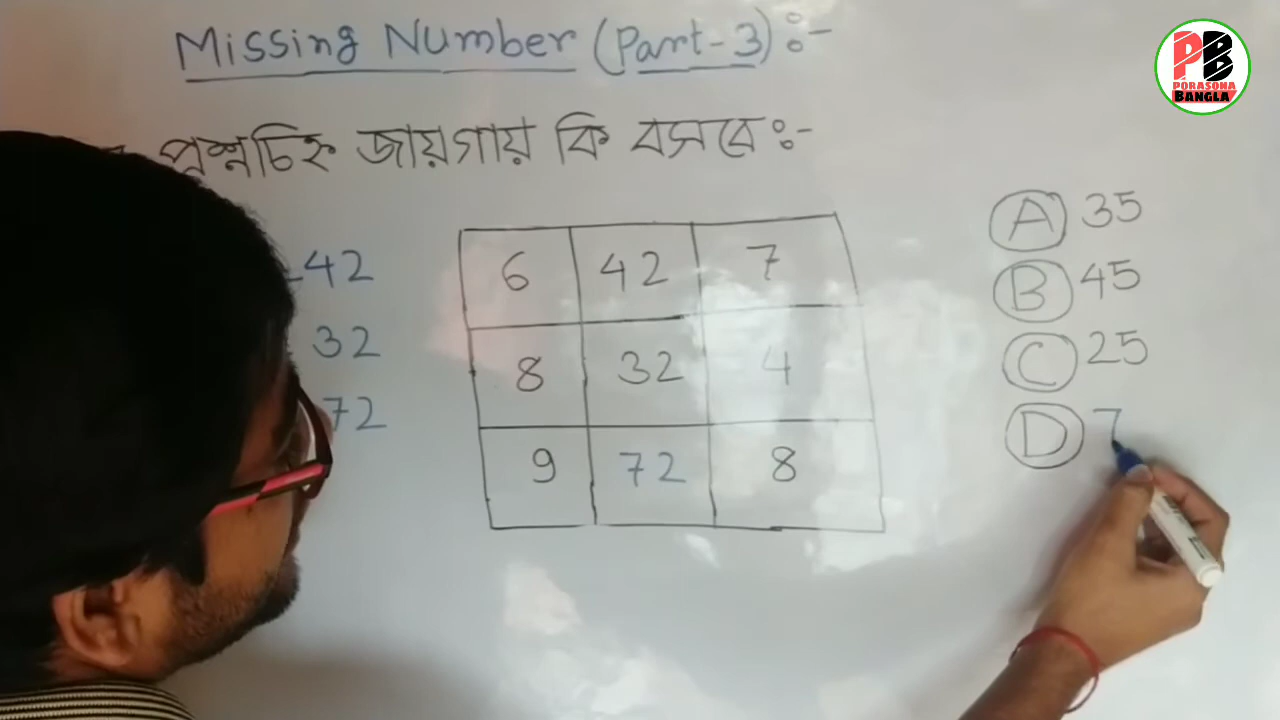 Missing Number (Part-3):-
প্রশ্নচিহ্ন জায়গায় কি বসবে:-
42
32
72
6 42 7
8 32 4
9 72 8
A 35
B 45
C 25
D 7
PB
PORASONA
BANGLA